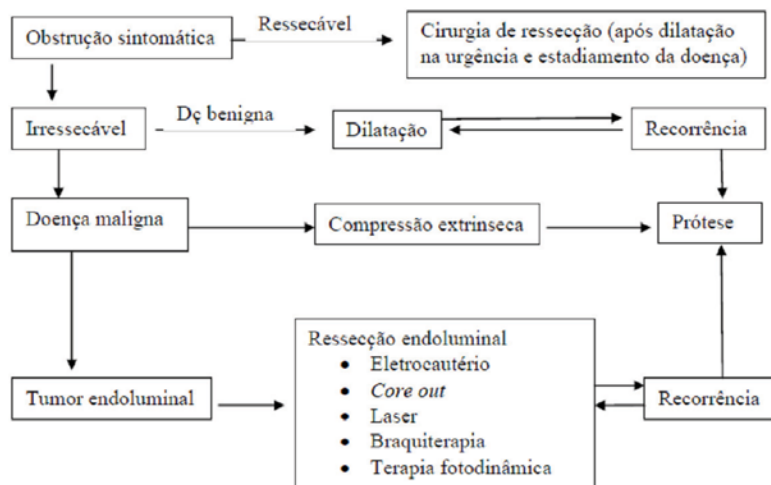 Obstrução sintomática
Ressecável
Cirurgia de ressecção (após dilatação
na urgência e estadiamento da doença)
Irressecável
Dç benigna
Dilatação
Recorrência
Doença maligna
Compressão extrinseca
Prótese
Ressecção endoluminal
• Eletrocautério
• Core out
• Laser
• Braquiterapia
• Terapia fotodinâmica
Tumor endoluminal
Recorrência